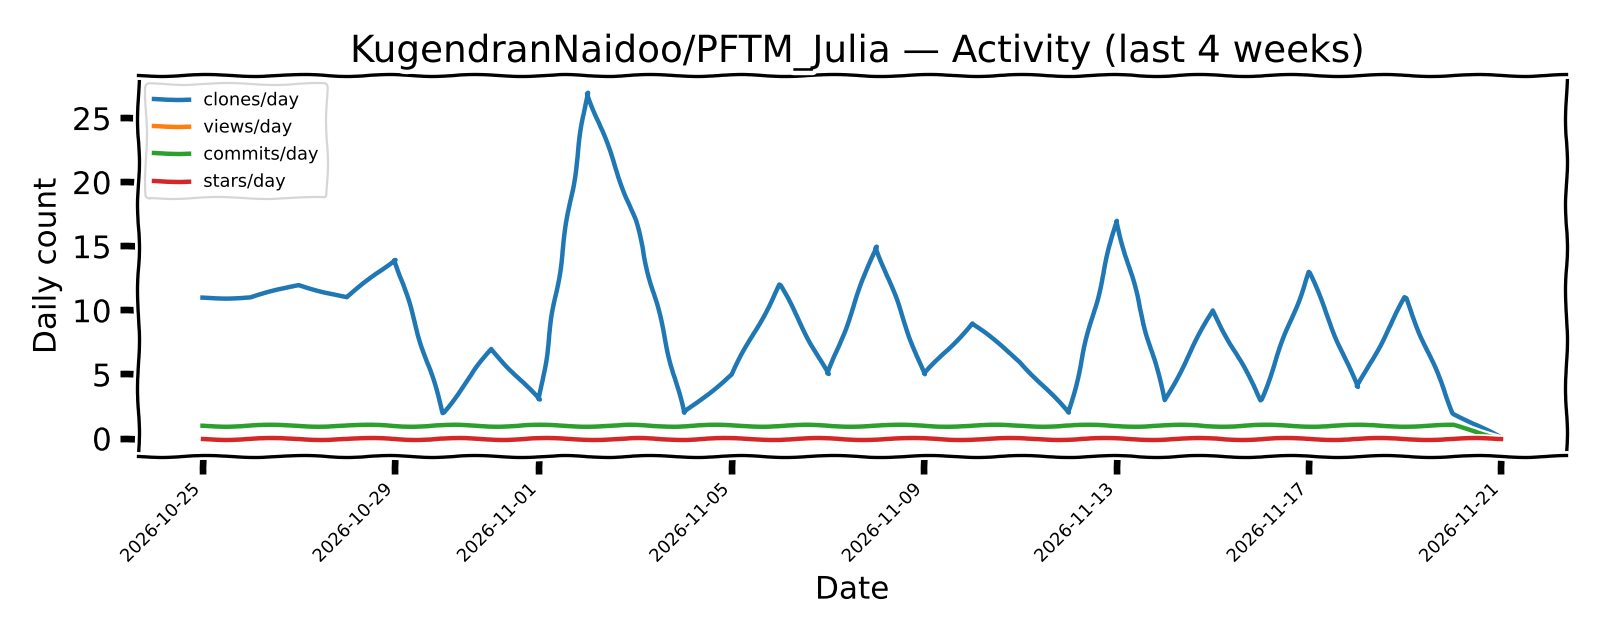 KugendranNaidoo/PFTM_Julia — Activity (last 4 weeks)
clones/day
views/day
commits/day
stars/day
Daily count
25
20
15
10
5
0
2026-10-25
2026-10-29
2026-11-01
2026-11-05
2026-11-09
2026-11-13
2026-11-17
2026-11-21
Date